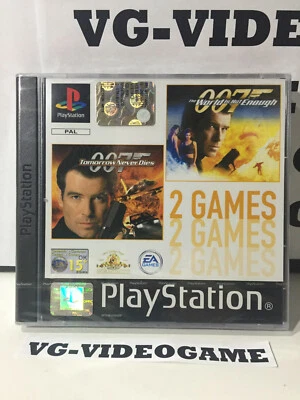 VG-VIDEO
PlayStation
PAL
007
Tomorrow Never Dies
007
The World Is Not Enough
2 GAMES
2 GAMES
2 GAMES
15
EA
GAMES
PlayStation
PlayStation®
VG-VIDEOGAME